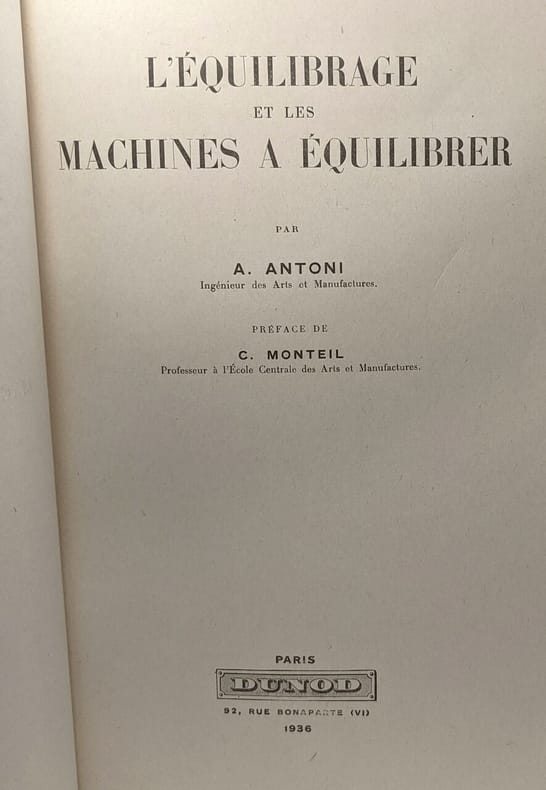 L'ÉQUILIBRAGE
ET LES
MACHINES A ÉQUILIBRER
PAR
A. ANTONI
Ingénieur des Arts et Manufactures.
PRÉFACE DE
C. MONTEIL
Professeur à l'École Centrale des Arts et Manufactures.
PARIS
DUNOD
92, RUE BONAPARTE (VI)
1936